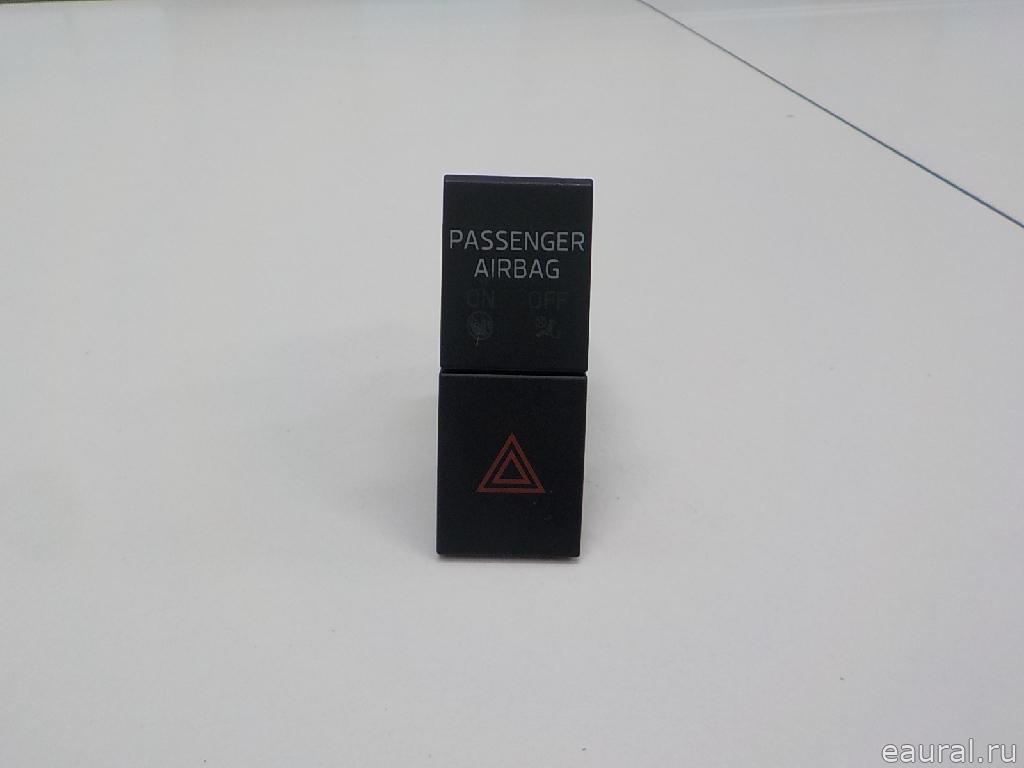 PASSENGER
AIRBAG
ON OFF
eaural.ru